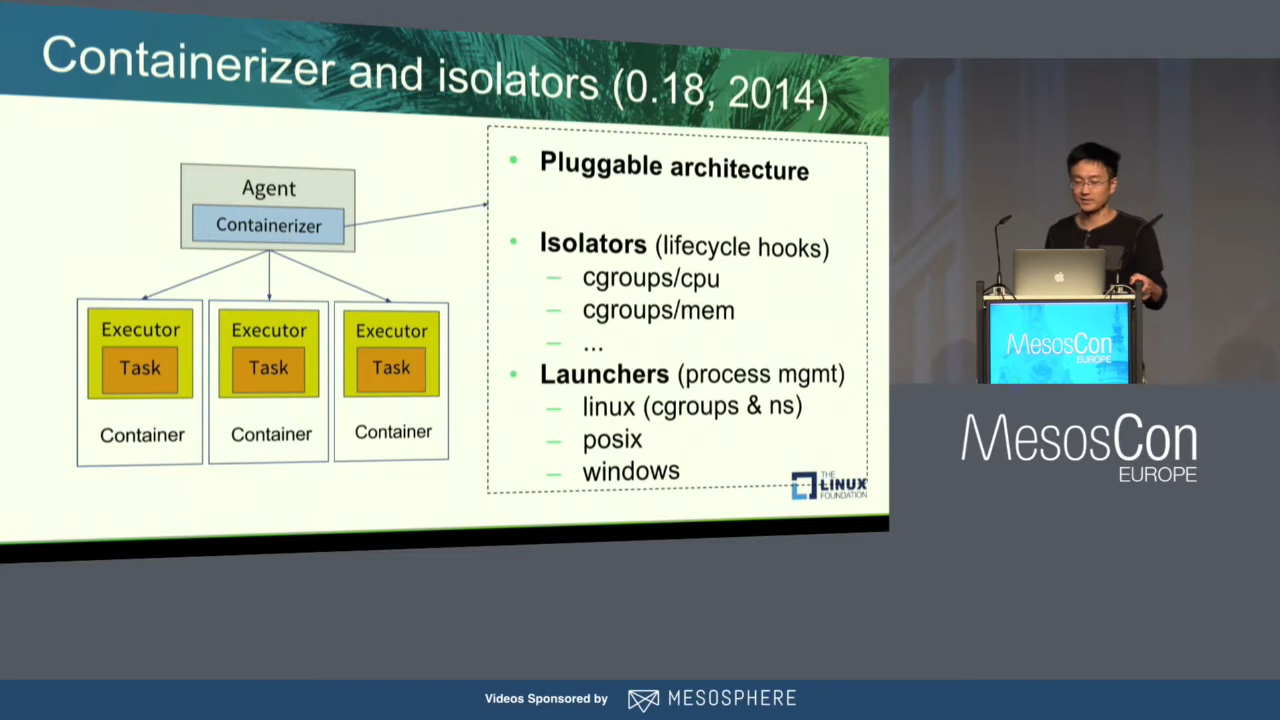 Containerizer and isolators (0.18, 2014)
Agent
Containerizer
Executor
Task
Container
Executor
Task
Container
Executor
Task
Container
• Pluggable architecture
• Isolators (lifecycle hooks)
– cgroups/cpu
– cgroups/mem
– ...
• Launchers (process mgmt)
– linux (cgroups & ns)
– posix
– windows
THE
LINUX
FOUNDATION
MesosCon
EUROPE
MesosCon
EUROPE
Videos Sponsored by MESOSPHERE